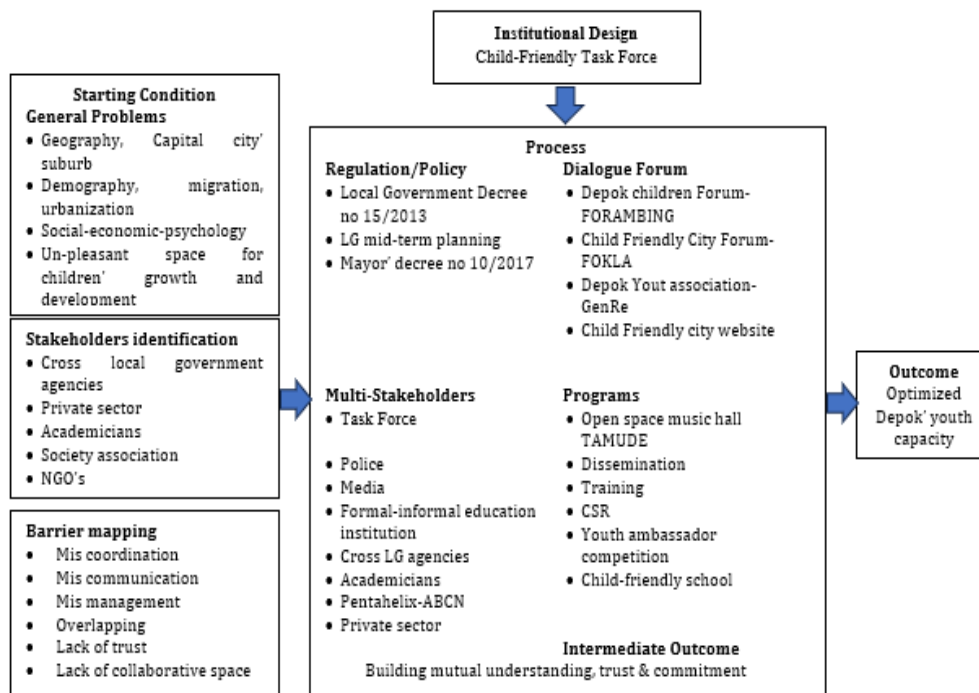 Institutional Design
Child-Friendly Task Force
Starting Condition
General Problems
• Geography, Capital city'
suburb
• Demography, migration,
urbanization
• Social-economic-psychology
• Un-pleasant space for
children' growth and
development
Stakeholders identification
• Cross local government
agencies
• Private sector
• Academicians
• Society association
• NGO's
Barrier mapping
• Mis coordination
• Mis communication
• Mis management
• Overlapping
• Lack of trust
• Lack of collaborative space
Process
Regulation/Policy
• Local Government Decree
no 15/2013
• LG mid-term planning
• Mayor' decree no 10/2017
Dialogue Forum
• Depok children Forum-
FORAMBING
• Child Friendly City Forum-
FOKLA
• Depok Yout association-
GenRe
• Child Friendly city website
Multi-Stakeholders
• Task Force
• Police
• Media
• Formal-informal education
institution
• Cross LG agencies
• Academicians
• Pentahelix-ABCN
• Private sector
Programs
• Open space music hall
TAMUDE
• Dissemination
• Training
• CSR
• Youth ambassador
competition
• Child-friendly school
Intermediate Outcome
Building mutual understanding, trust & commitment
Outcome
Optimized
Depok' youth
capacity